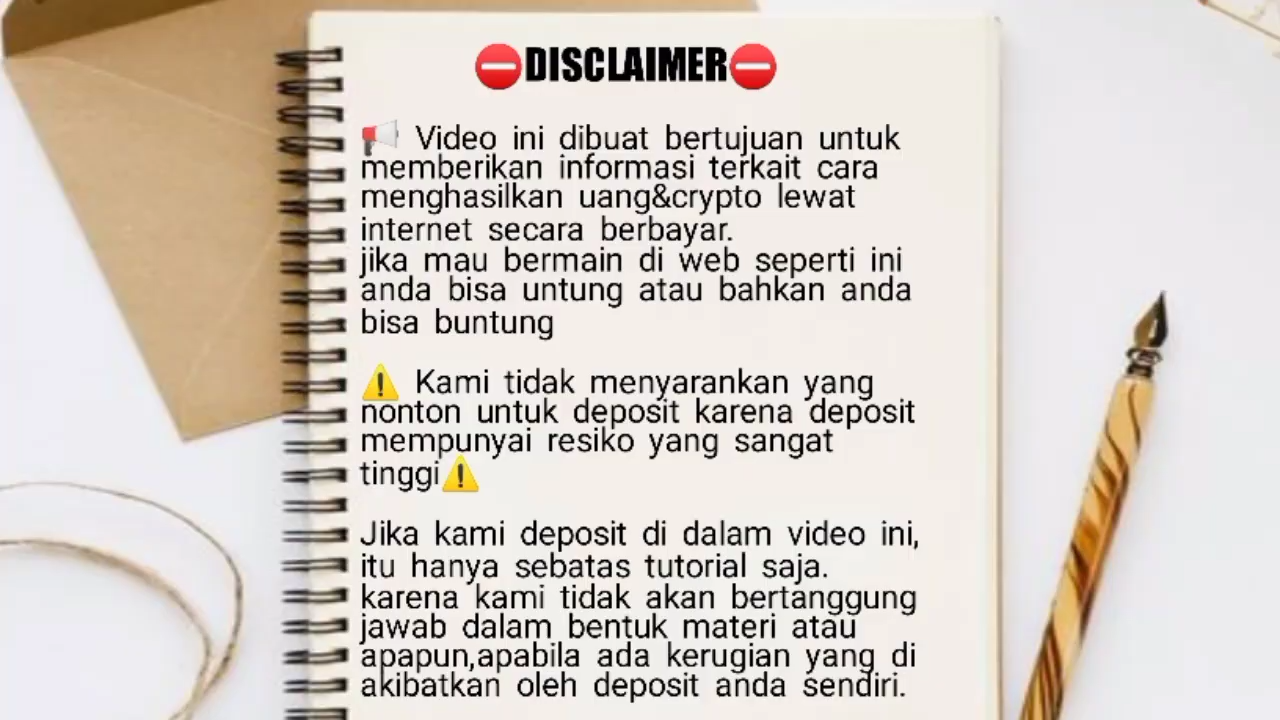 ⛔DISCLAIMER⛔
📢 Video ini dibuat bertujuan untuk
memberikan informasi terkait cara
menghasilkan uang&crypto lewat
internet secara berbayar.
jika mau bermain di web seperti ini
anda bisa untung atau bahkan anda
bisa buntung
⚠️ Kami tidak menyarankan yang
nonton untuk deposit karena deposit
mempunyai resiko yang sangat
tinggi⚠️
Jika kami deposit di dalam video ini,
itu hanya sebatas tutorial saja.
karena kami tidak akan bertanggung
jawab dalam bentuk materi atau
apapun,apabila ada kerugian yang di
akibatkan oleh deposit anda sendiri.